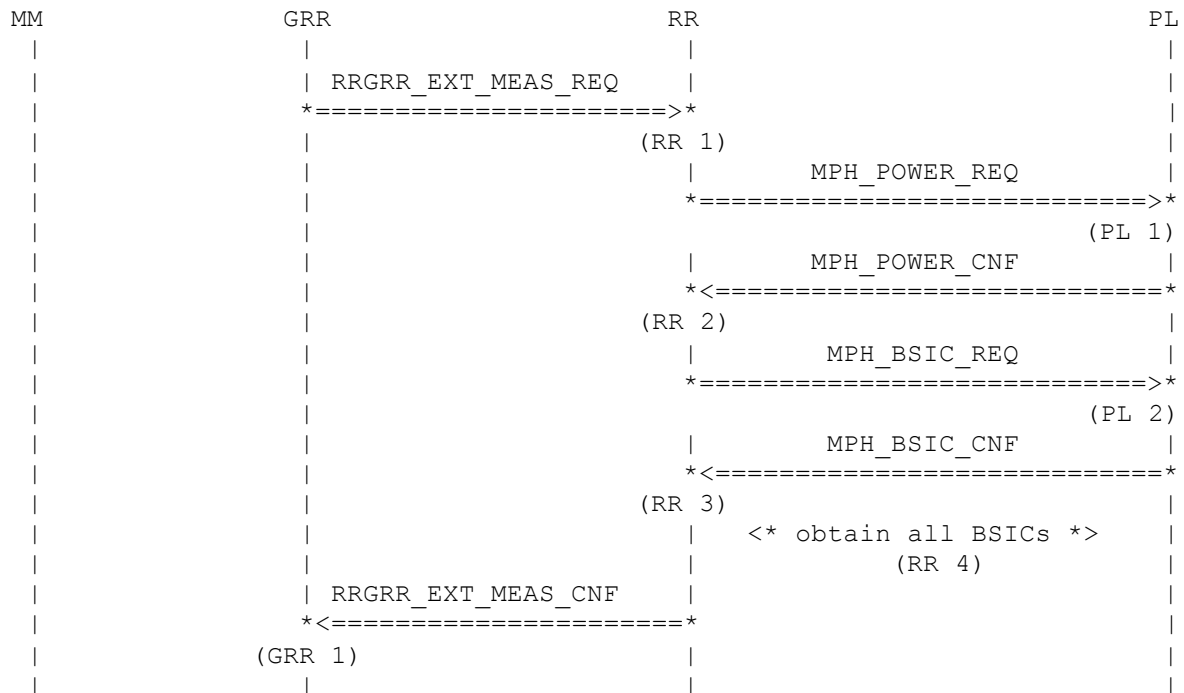 MM GRR RR PL
RRGRR_EXT_MEAS_REQ
*======================>*
(RR 1)
MPH_POWER_REQ
*============================>*
(PL 1)
MPH_POWER_CNF
*<============================*
(RR 2)
MPH_BSIC_REQ
*============================>*
(PL 2)
MPH_BSIC_CNF
*<============================*
(RR 3)
<* obtain all BSICs *>
(RR 4)
RRGRR_EXT_MEAS_CNF
*<======================*
(GRR 1)